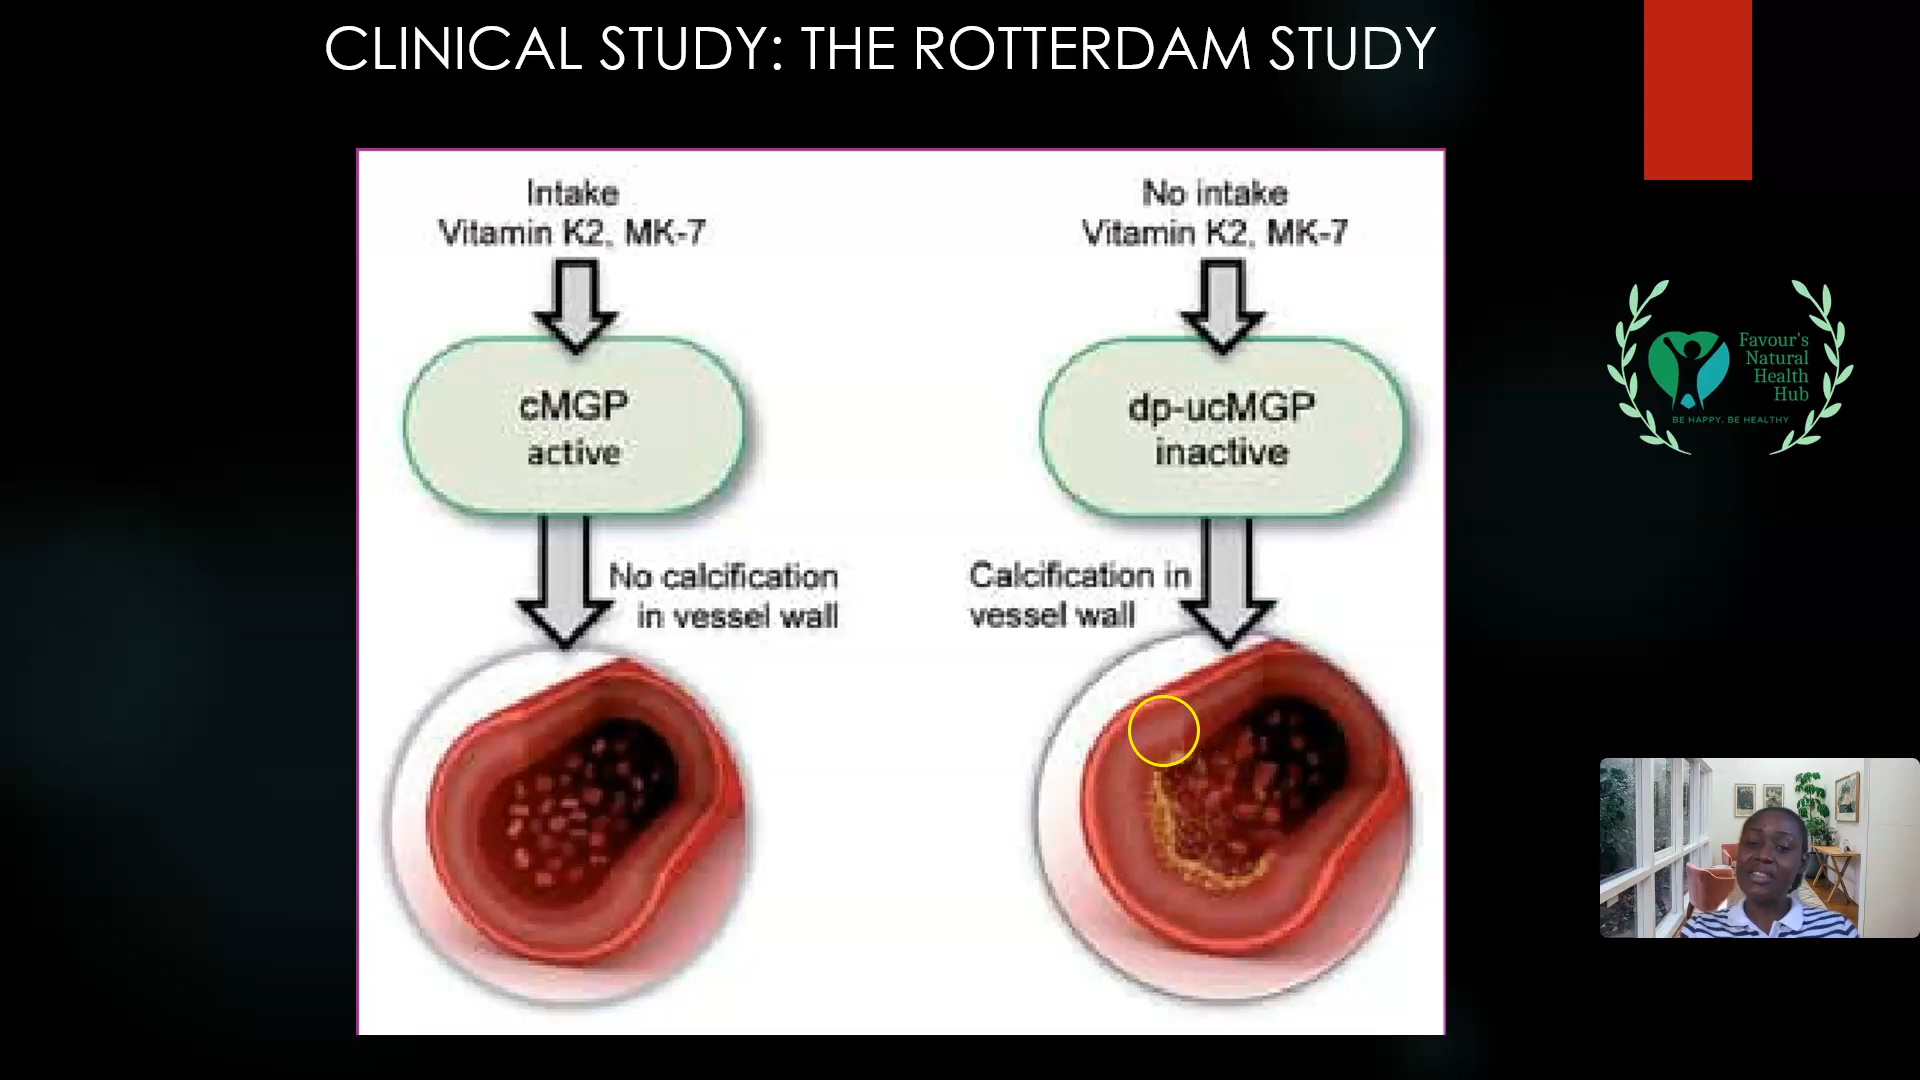 CLINICAL STUDY: THE ROTTERDAM STUDY
Intake
Vitamin K2, MK-7
No intake
Vitamin K2, MK-7
cMGP
active
dp-ucMGP
inactive
No calcification
in vessel wall
Calcification in
vessel wall
Favour's
Natural
Health
Hub
BE HAPPY. BE HEALTHY